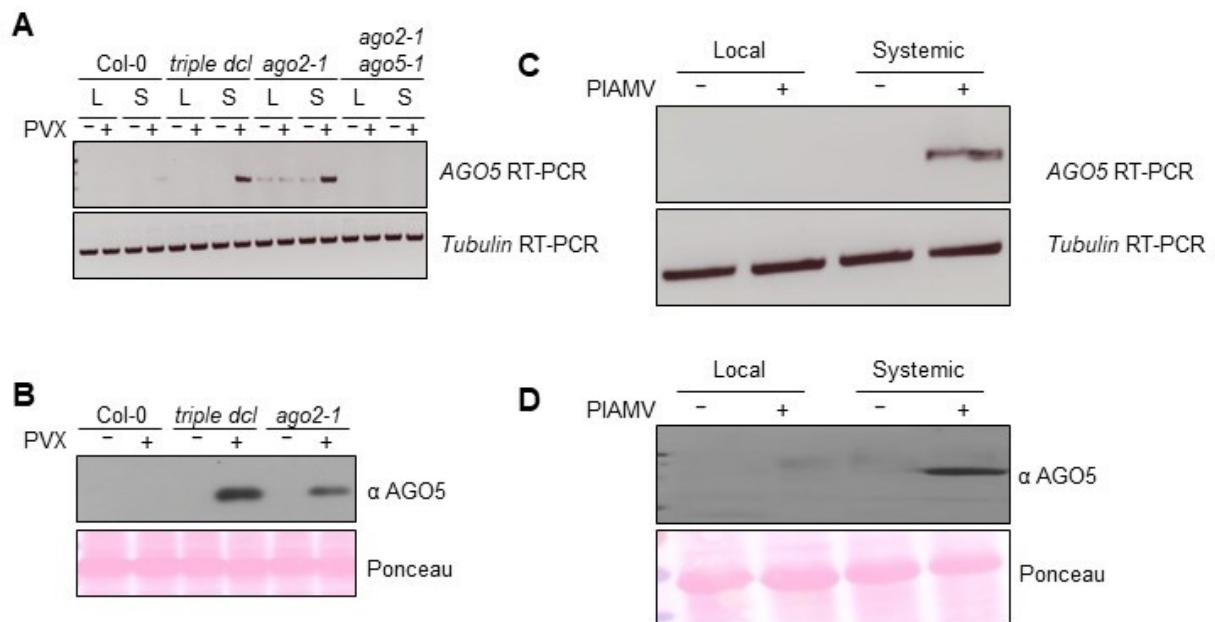 A
Col-0 triple dcl ago2-1 ago2-1 ago5-1
L S L S L S L S
PVX - + - + - + - + - + - + - + - +
AGO5 RT-PCR
Tubulin RT-PCR
B
Col-0 triple dcl ago2-1
PVX - + - + - +
α AGO5
Ponceau
C
Local Systemic
PlAMV - + - +
AGO5 RT-PCR
Tubulin RT-PCR
D
Local Systemic
PlAMV - + - +
α AGO5
Ponceau